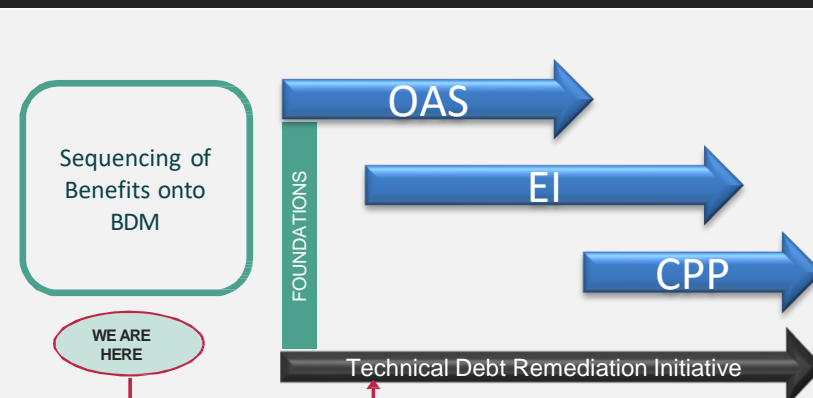 OAS
Sequencing of
Benefits onto
BDM
FOUNDATIONS
EI
CPP
WE ARE
HERE
Technical Debt Remediation Initiative